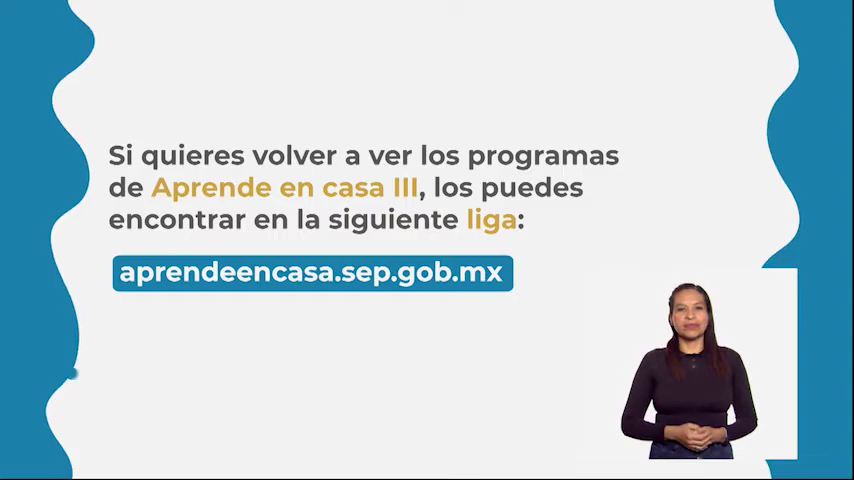 Si quieres volver a ver los programas
de Aprende en casa III, los puedes
encontrar en la siguiente liga:
aprendeencasa.sep.gob.mx